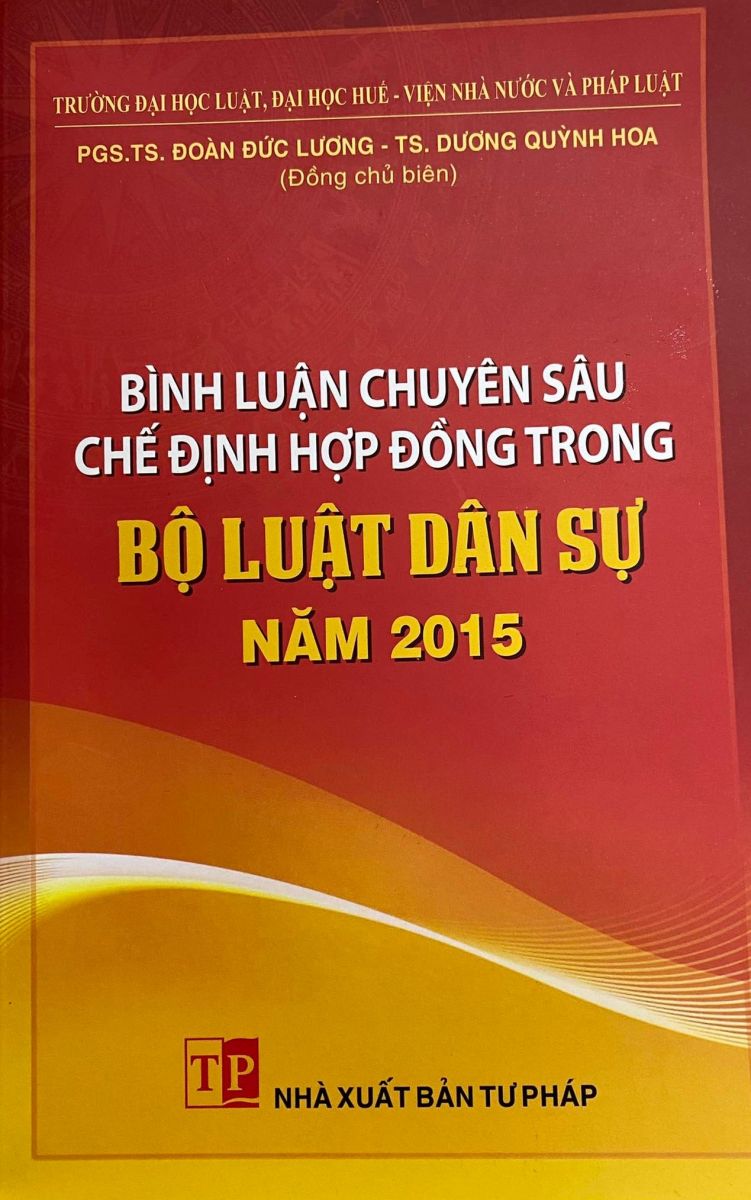 TRƯỜNG ĐẠI HỌC LUẬT, ĐẠI HỌC HUẾ - VIỆN NHÀ NƯỚC VÀ PHÁP LUẬT
PGS.TS. ĐOÀN ĐỨC LƯƠNG - TS. DƯƠNG QUỲNH HOA
(Đồng chủ biên)
BÌNH LUẬN CHUYÊN SÂU
CHẾ ĐỊNH HỢP ĐỒNG TRONG
BỘ LUẬT DÂN SỰ
NĂM 2015
TP
NHÀ XUẤT BẢN TƯ PHÁP